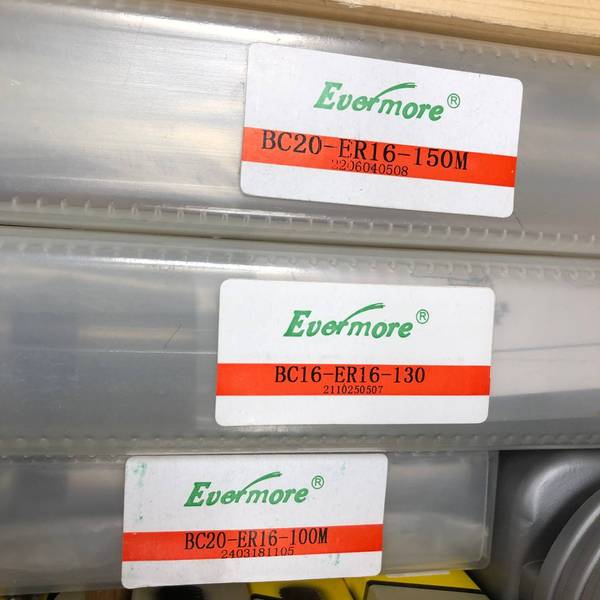 Evermore®
BC20-ER16-150M
2206040508
Evermore®
BC16-ER16-130
2110250507
Evermore®
BC20-ER16-100M
2403181105